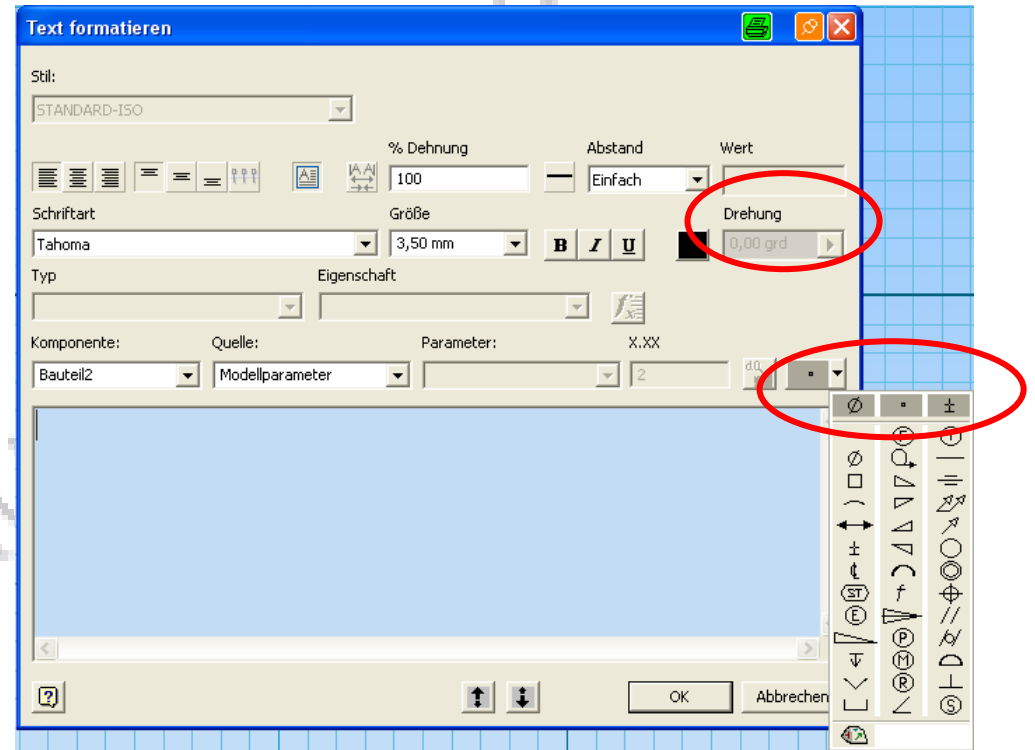 Text formatieren
Stil:
STANDARD-ISO
% Dehnung
Abstand
Wert
100
Einfach
Schriftart
Größe
Drehung
Tahoma
3,50 mm
B I U
0,00 grd
Typ
Eigenschaft
Komponente:
Quelle:
Parameter:
X.XX
Bauteil2
Modellparameter
2
Ø ▫ ±
OK
Abbrechen